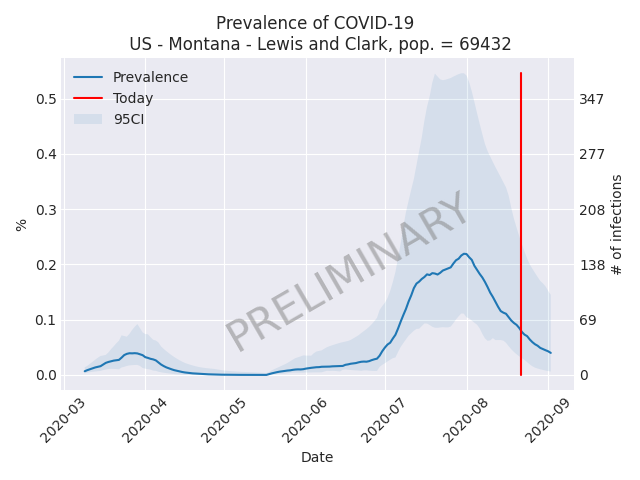 Prevalence of COVID-19
US - Montana - Lewis and Clark, pop. = 69432
Prevalence
Today
95CI
PRELIMINARY
%
0.5
0.4
0.3
0.2
0.1
0.0
347
277
208
138
69
0
# of infections
2020-03
2020-04
2020-05
2020-06
2020-07
2020-08
2020-09
Date